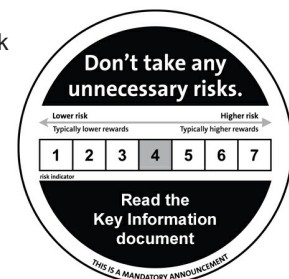 k
Don't take any
unnecessary risks.
Lower risk Higher risk
Typically lower rewards Typically higher rewards
1 2 3 4 5 6 7
risk indicator
Read the
Key Information
document
THIS IS A MANDATORY ANNOUNCEMENT